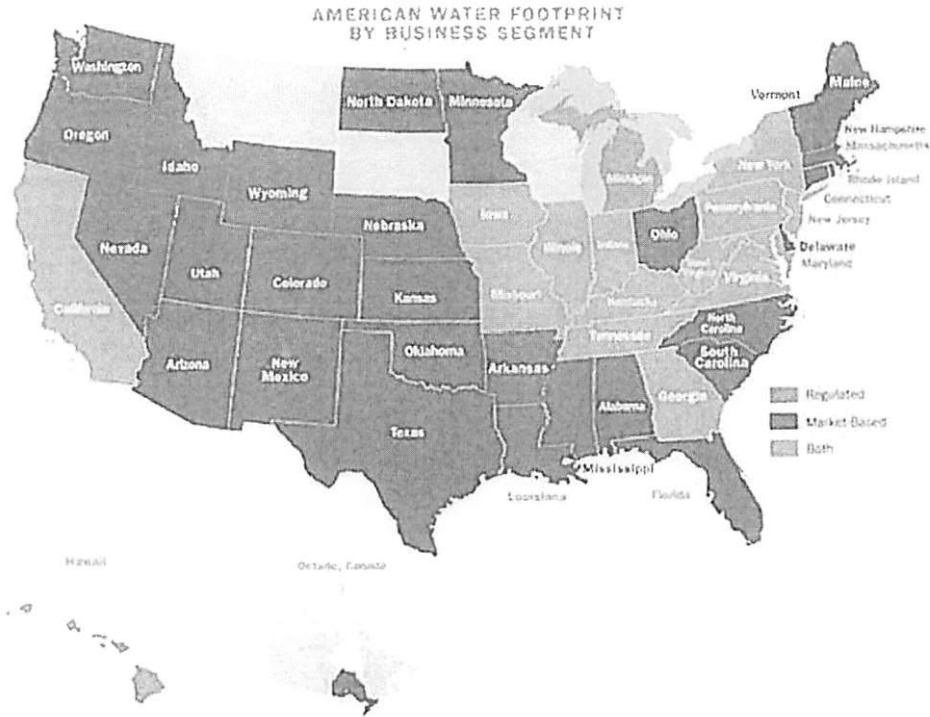 AMERICAN WATER FOOTPRINT
BY BUSINESS SEGMENT
Washington
Oregon
Idaho
Wyoming
Nevada
Utah
Colorado
California
Arizona
New
Mexico
North Dakota
Minnesota
Nebraska
Kansas
Oklahoma
Texas
Iowa
Missouri
Arkansas
Illinois
Indiana
Michigan
Ohio
Kentucky
Tennessee
Alabama
Georgia
Mississippi
Louisiana
Florida
North
Carolina
South
Carolina
West
Virginia
Virginia
Pennsylvania
New York
Vermont
Maine
New Hampshire
Massachusetts
Rhode Island
Connecticut
New Jersey
Delaware
Maryland
Regulated
Market-Based
Both
Hawaii
Ontario, Canada